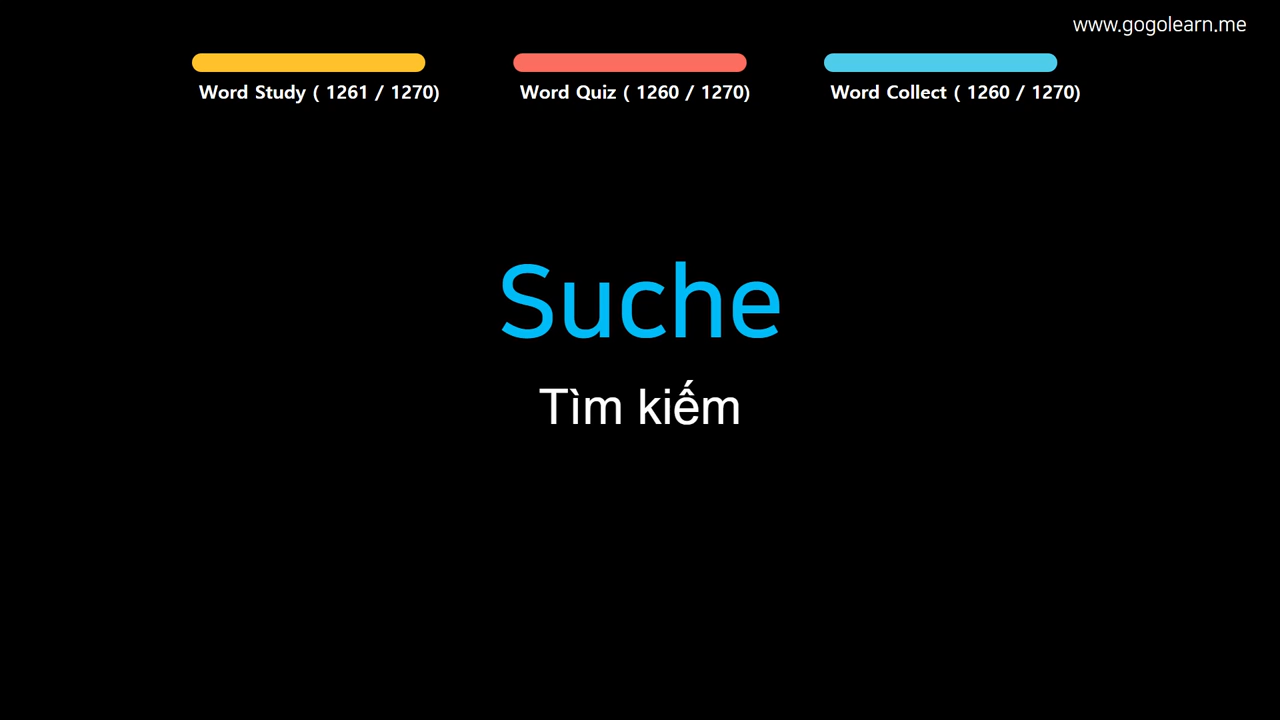 www.gogolearn.me
Word Study ( 1261 / 1270)
Word Quiz ( 1260 / 1270)
Word Collect ( 1260 / 1270)
Suche
Tìm kiếm